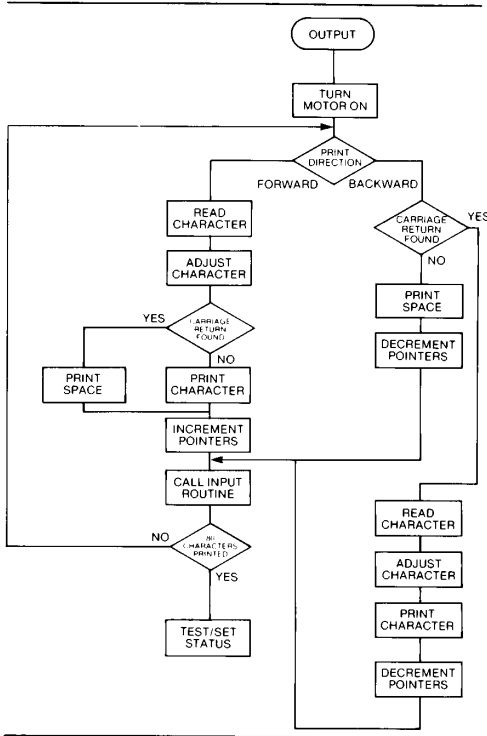 OUTPUT
TURN
MOTOR ON
PRINT
DIRECTION
FORWARD
BACKWARD
READ
CHARACTER
ADJUST
CHARACTER
YES
CARRIAGE
RETURN
FOUND
NO
PRINT
SPACE
PRINT
CHARACTER
INCREMENT
POINTERS
CALL INPUT
ROUTINE
NO
80
CHARACTERS
PRINTED
YES
TEST/SET
STATUS
CARRIAGE
RETURN
FOUND
YES
NO
PRINT
SPACE
DECREMENT
POINTERS
READ
CHARACTER
ADJUST
CHARACTER
PRINT
CHARACTER
DECREMENT
POINTERS